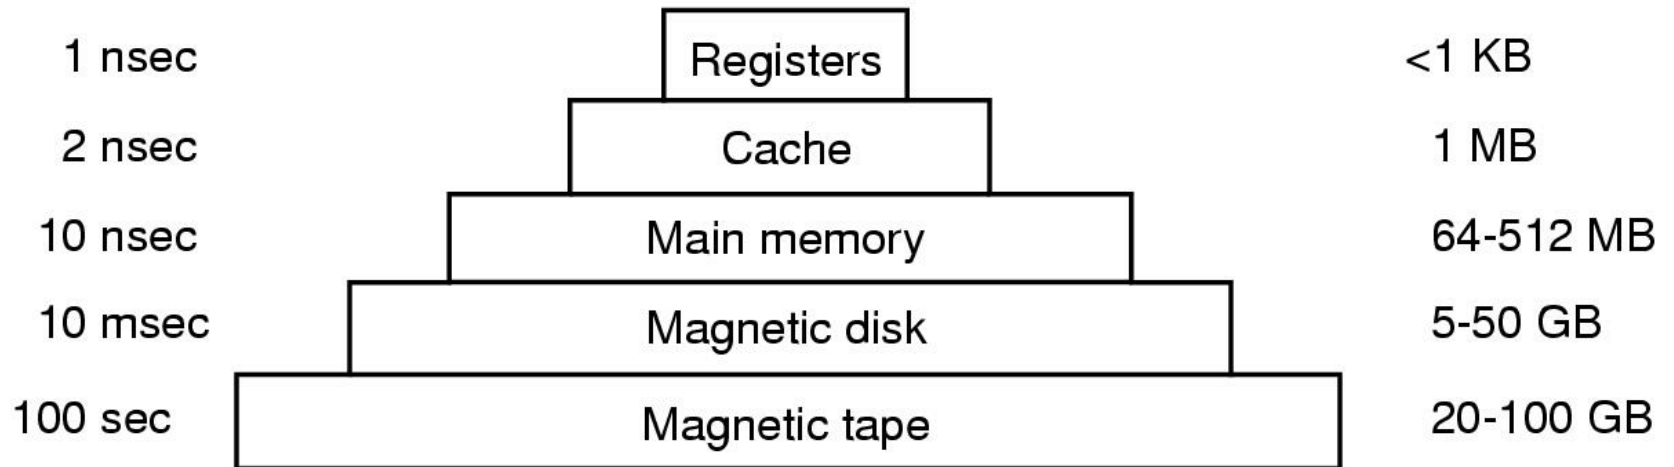 1 nsec Registers <1 KB
2 nsec Cache 1 MB
10 nsec Main memory 64-512 MB
10 msec Magnetic disk 5-50 GB
100 sec Magnetic tape 20-100 GB